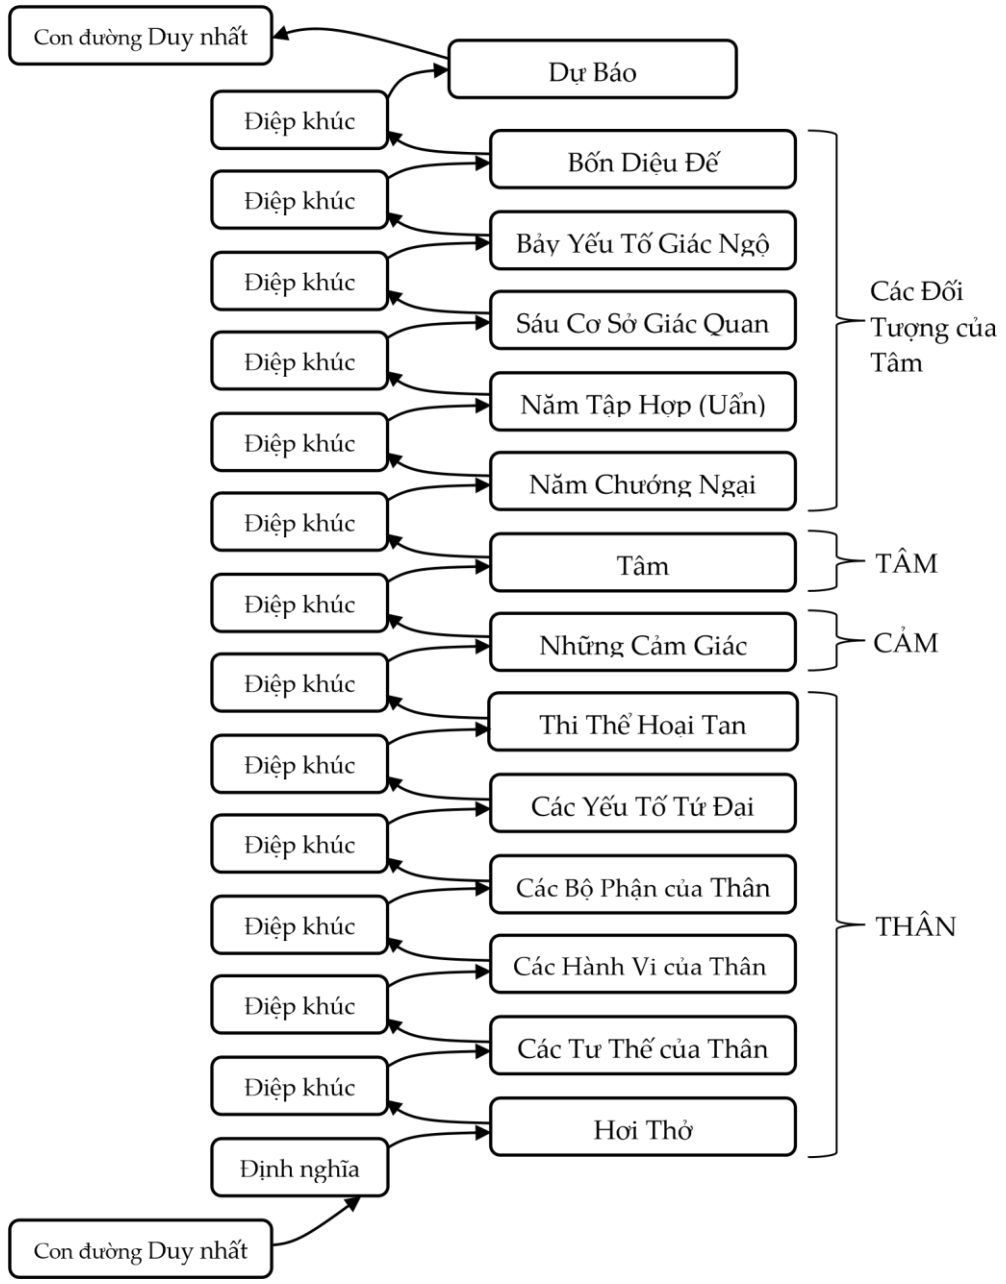 Con đường Duy nhất
Dự Báo
Điệp khúc
Bốn Diệu Đế
Điệp khúc
Bảy Yếu Tố Giác Ngộ
Điệp khúc
Sáu Cơ Sở Giác Quan
Các Đối
Tượng của
Tâm
Điệp khúc
Năm Tập Hợp (Uẩn)
Điệp khúc
Năm Chướng Ngại
Điệp khúc
Tâm
TÂM
Điệp khúc
Những Cảm Giác
CẢM
Điệp khúc
Thi Thể Hoại Tan
Điệp khúc
Các Yếu Tố Tứ Đại
Điệp khúc
Các Bộ Phận của Thân
Điệp khúc
THÂN
Các Hành Vi của Thân
Điệp khúc
Các Tư Thế của Thân
Điệp khúc
Hơi Thở
Định nghĩa
Con đường Duy nhất